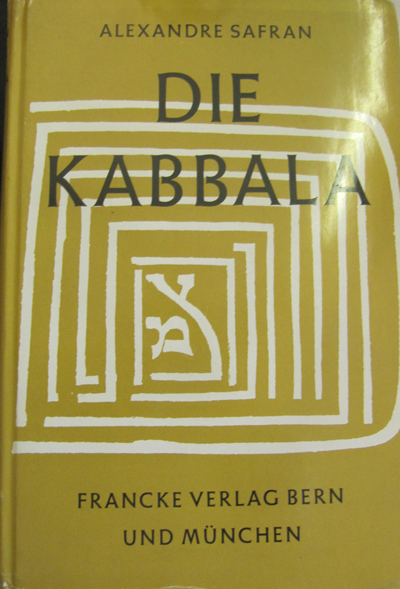 ALEXANDRE SAFRAN
DIE
KABBALA
FRANCKE VERLAG BERN
UND MÜNCHEN